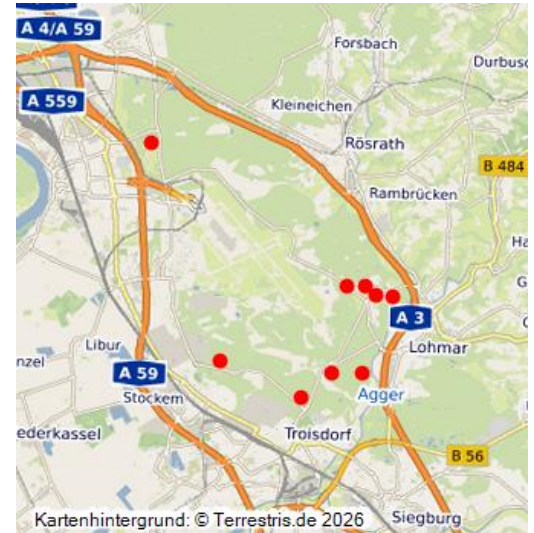 A 4/A 59
Forsbach
Durbusc
A 559
Kleineichen
Rösrath
B 484
Rambrücken
Ha
G
A 3
Libur
Lohmar
nzel
A 59
Stockem
Agger
ederkassel
Troisdorf
B 56
Siegburg
Kartenhintergrund: © Terrestris.de 2026